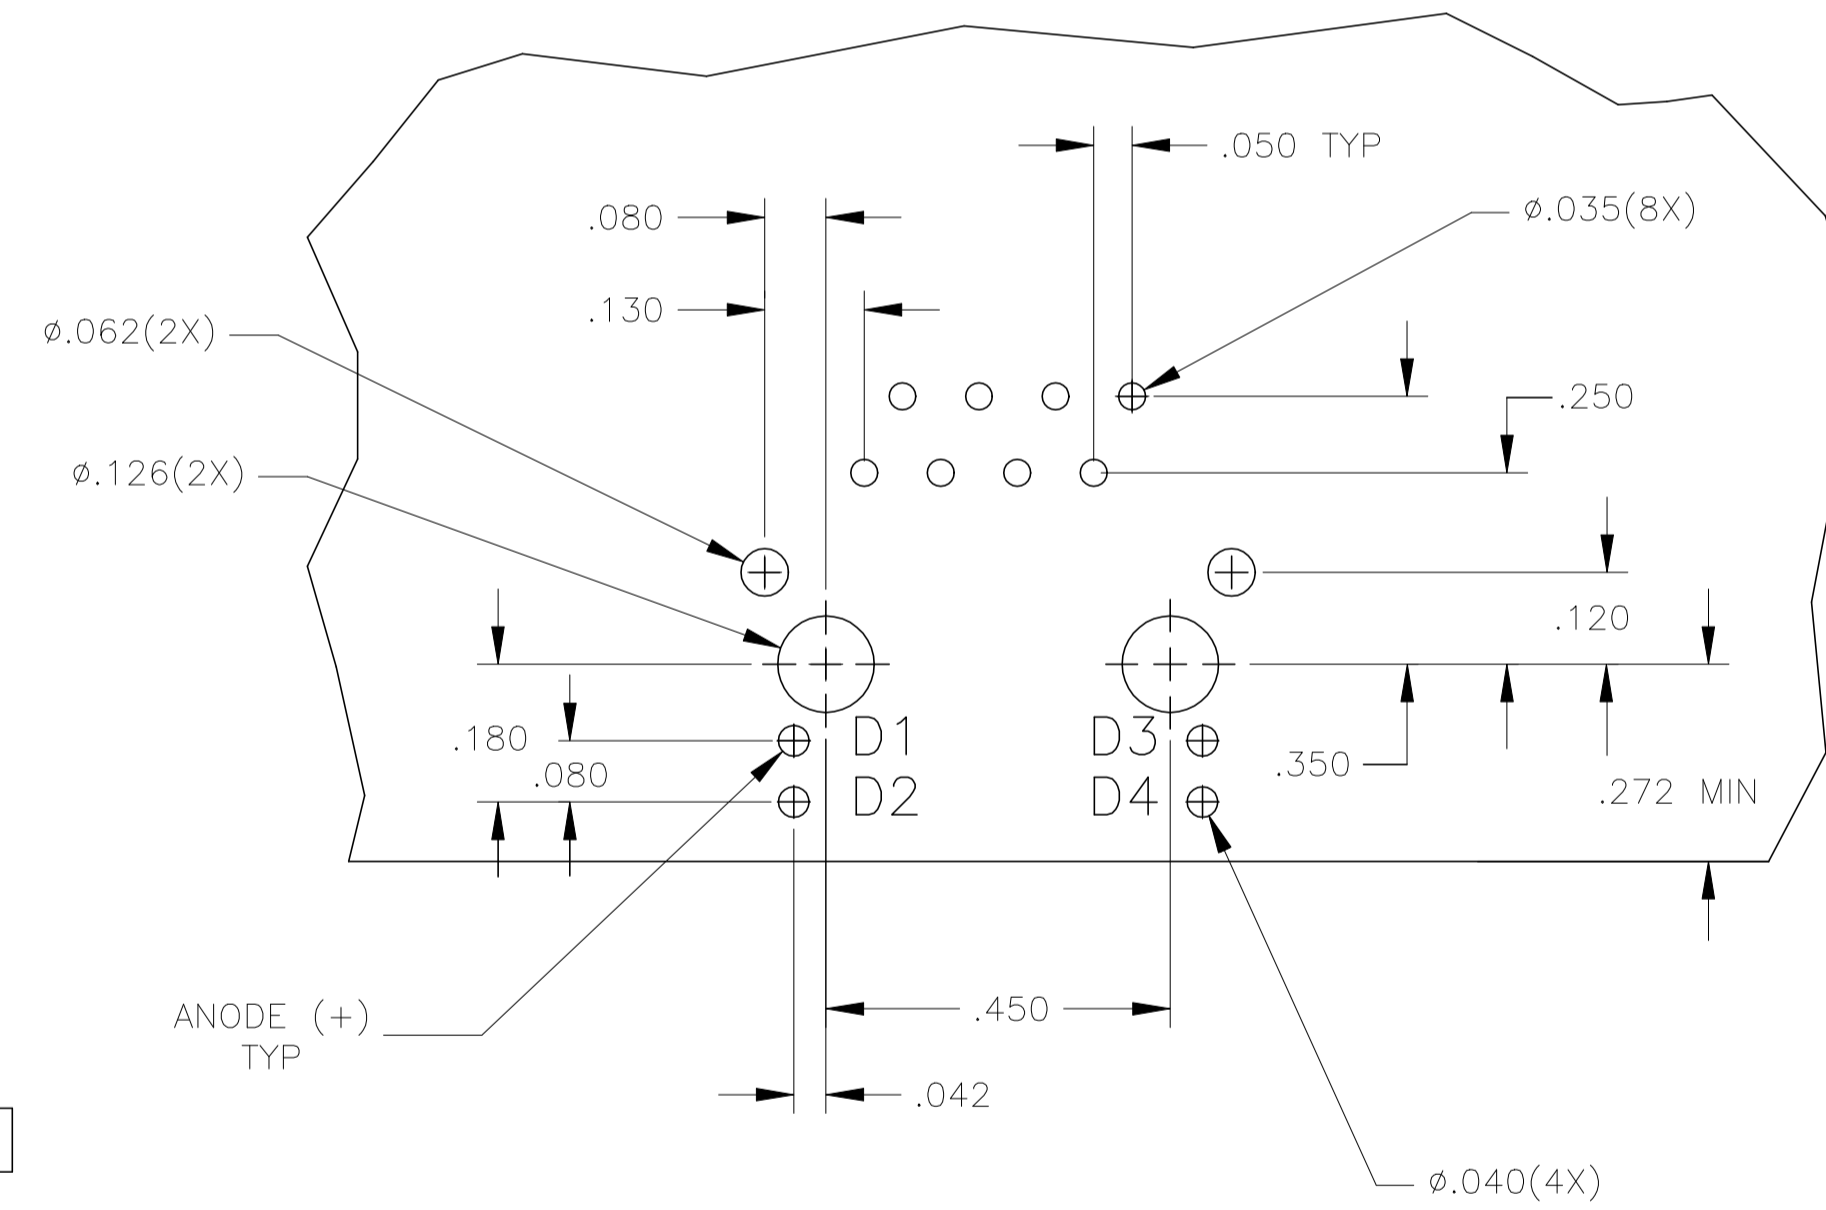 .050 TYP
.080
ø.035(8X)
.130
ø.062(2X)
.250
ø.126(2X)
.120
D1
D3
.180
.350
.080
.272 MIN
D2
D4
ANODE (+)
TYP
.450
.042
ø.040(4X)